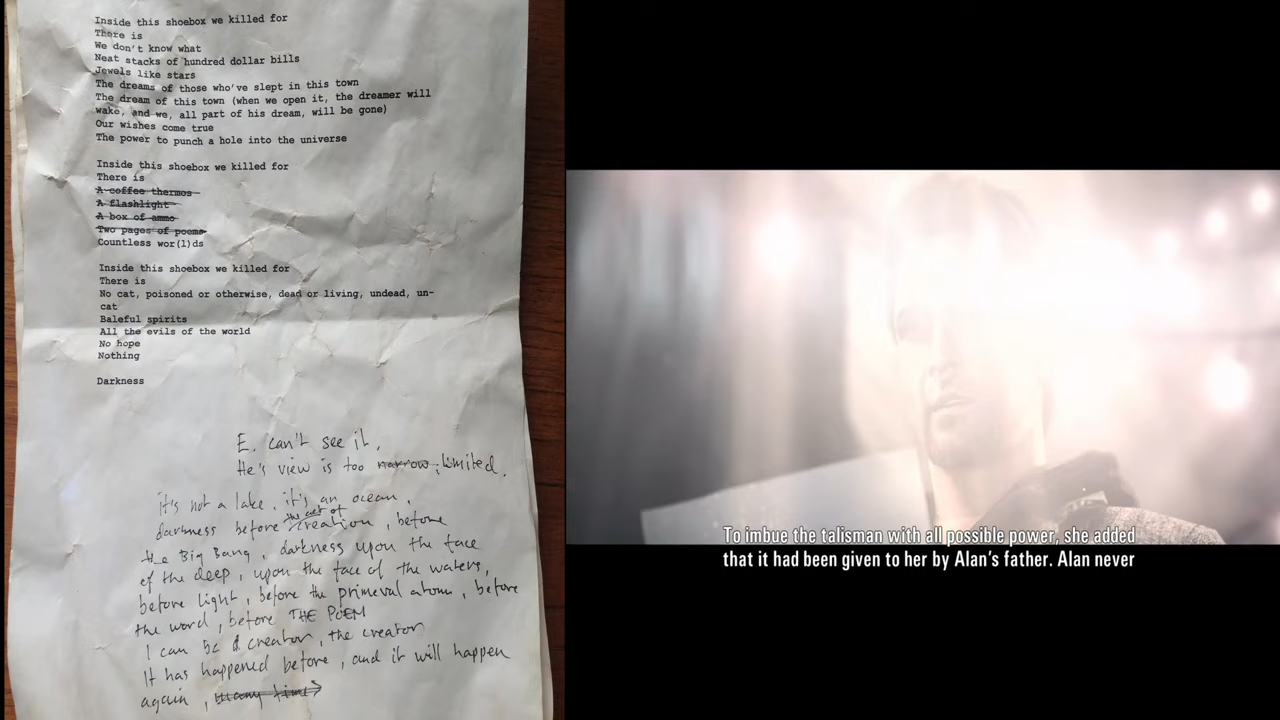 Inside this shoebox we killed for
There is
We don't know what
Neat stacks of hundred dollar bills
Jewels like stars
The dreams of those who've slept in this town
The dream of this town (when we open it, the dreamer will
wake, and we, all part of his dream, will be gone)
Our wishes come true
The power to punch a hole into the universe
Inside this shoebox we killed for
There is
A coffee thermos
A flashlight
A box of ammo
Two pages of poems
Countless wor(l)ds
Inside this shoebox we killed for
There is
No cat, poisoned or otherwise, dead or living, undead, un-
cat
Baleful spirits
All the evils of the world
No hope
Nothing
Darkness
E. can't see it.
He's view is too narrow, limited.
it's not a lake, it's an ocean,
darkness before the act of creation, before
the Big Bang, darkness upon the face
of the deep, upon the face of the waters,
before light, before the primeval atom, before
the word, before THE POEM
I can be a creator, the creator
It has happened before, and it will happen
again, many times
To imbue the talisman with all possible power, she added
that it had been given to her by Alan's father. Alan never